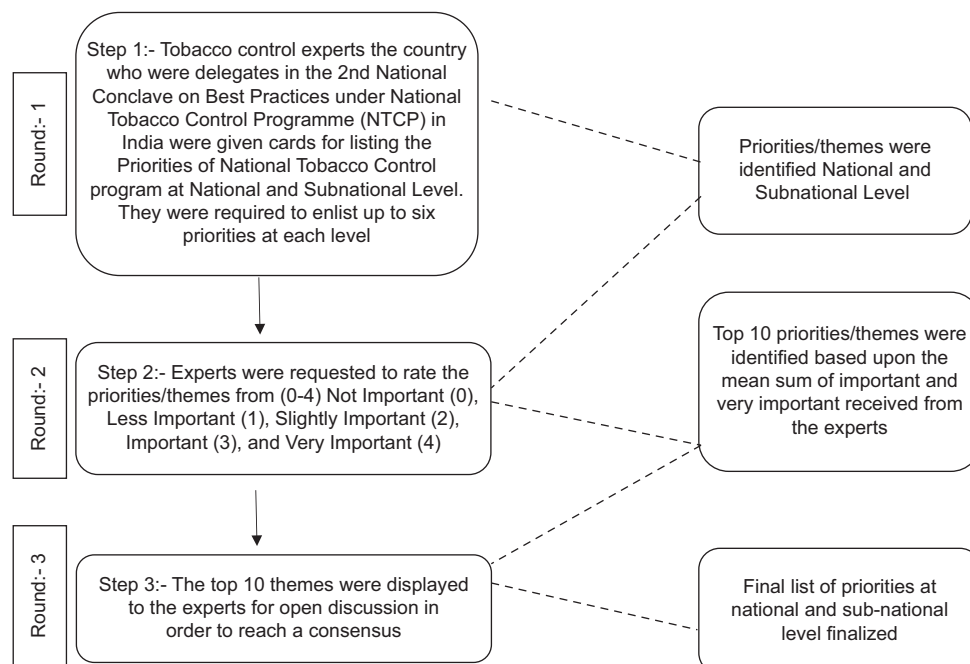 Round:- 1
Step 1:- Tobacco control experts the country
who were delegates in the 2nd National
Conclave on Best Practices under National
Tobacco Control Programme (NTCP) in
India were given cards for listing the
Priorities of National Tobacco Control
program at National and Subnational Level.
They were required to enlist up to six
priorities at each level
Priorities/themes were
identified National and
Subnational Level
Round:- 2
Step 2:- Experts were requested to rate the
priorities/themes from (0-4) Not Important (0),
Less Important (1), Slightly Important (2),
Important (3), and Very Important (4)
Top 10 priorities/themes were
identified based upon the
mean sum of important and
very important received from
the experts
Round:- 3
Step 3:- The top 10 themes were displayed
to the experts for open discussion in
order to reach a consensus
Final list of priorities at
national and sub-national
level finalized